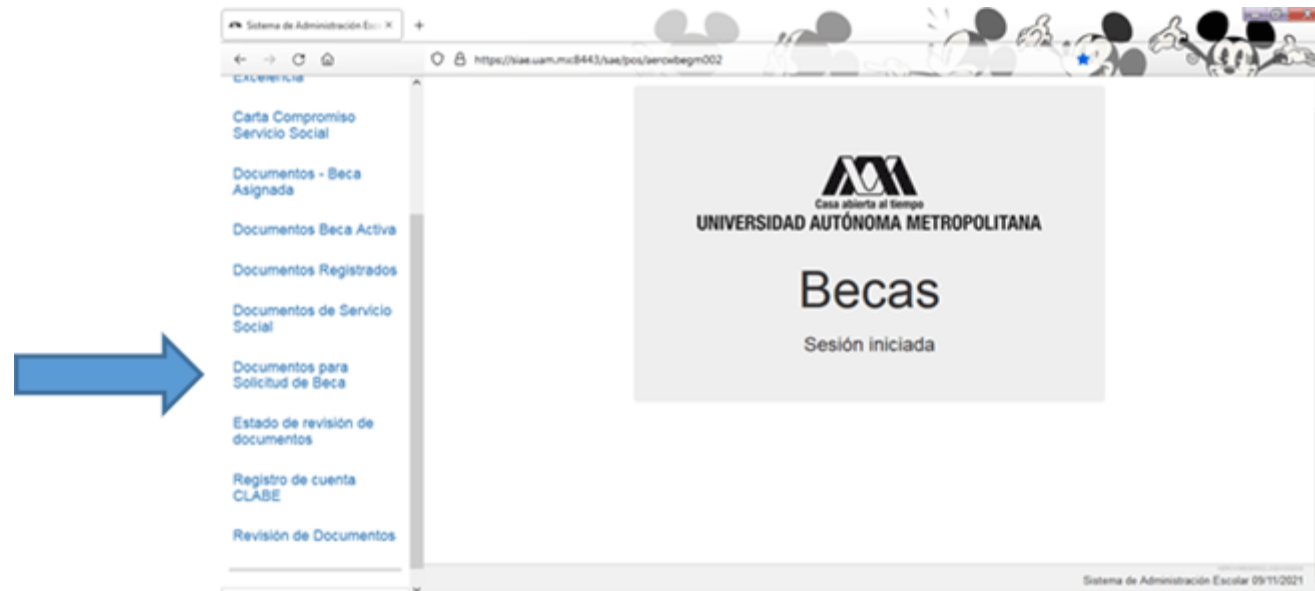 Sistema de Administración Esc
https://siae.uam.mx:8443/sae/pos/aerowbegm002
Excelencia
Carta Compromiso
Servicio Social
Documentos - Beca
Asignada
Documentos Beca Activa
Documentos Registrados
Documentos de Servicio
Social
Documentos para
Solicitud de Beca
Estado de revisión de
documentos
Registro de cuenta
CLABE
Revisión de Documentos
Casa abierta al tiempo
UNIVERSIDAD AUTÓNOMA METROPOLITANA
Becas
Sesión iniciada
Sistema de Administración Escolar 09/11/2021